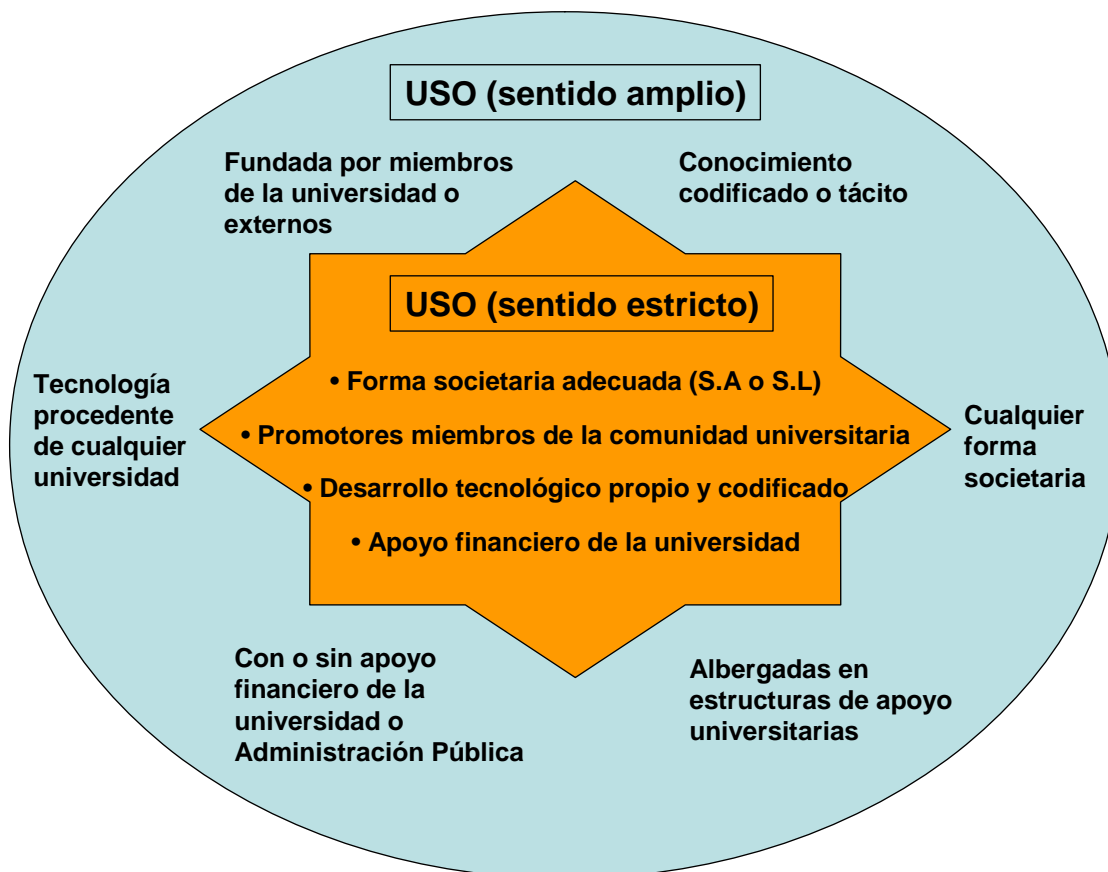 USO (sentido amplio)
Fundada por miembros
de la universidad o
externos
Conocimiento
codificado o tácito
USO (sentido estricto)
• Forma societaria adecuada (S.A o S.L)
• Promotores miembros de la comunidad universitaria
• Desarrollo tecnológico propio y codificado
• Apoyo financiero de la universidad
Tecnología
procedente
de cualquier
universidad
Cualquier
forma
societaria
Con o sin apoyo
financiero de la
universidad o
Administración Pública
Albergadas en
estructuras de apoyo
universitarias